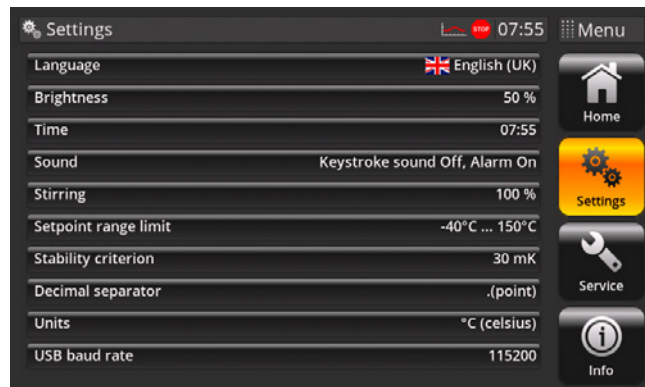 Settings STOP 07:55 Menu
Language English (UK)
Brightness 50 %
Home
Time 07:55
Sound Keystroke sound Off, Alarm On
Stirring 100 %
Settings
Setpoint range limit -40°C ... 150°C
Stability criterion 30 mK
Decimal separator .(point)
Service
Units °C (celsius)
USB baud rate 115200
Info